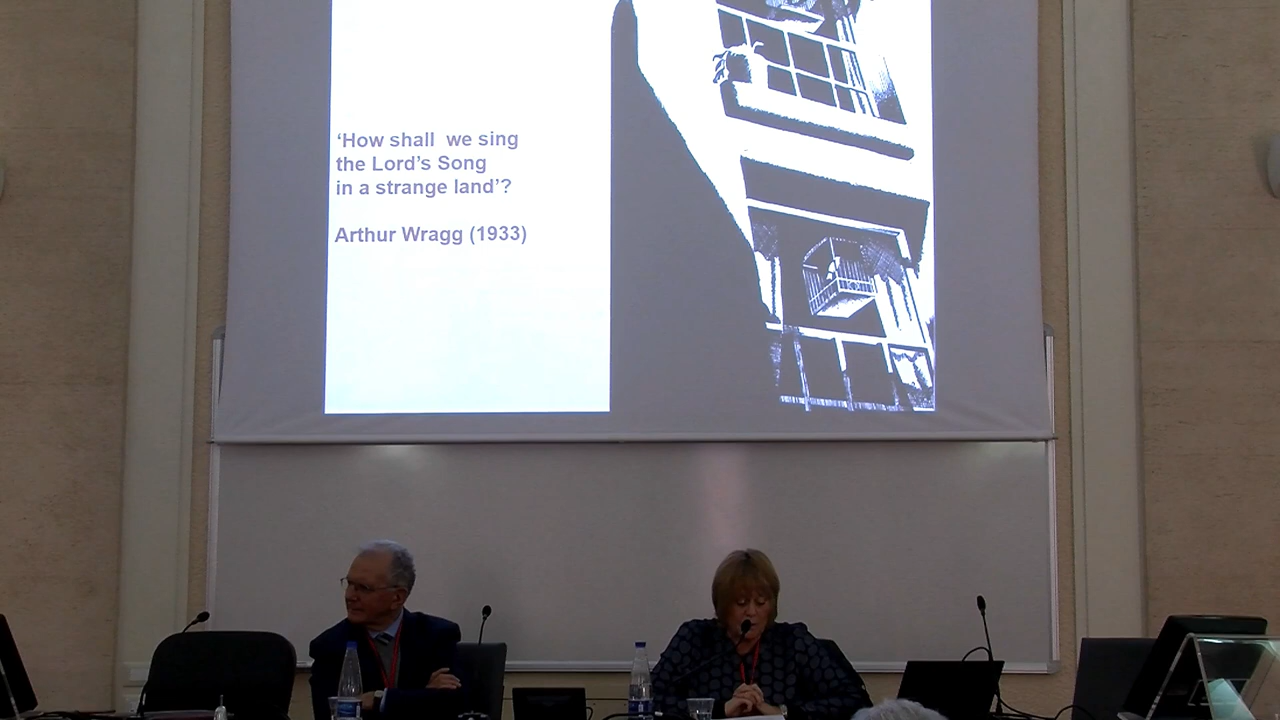 ‘How shall  we sing
the Lord’s Song
in a strange land’?
Arthur Wragg (1933)